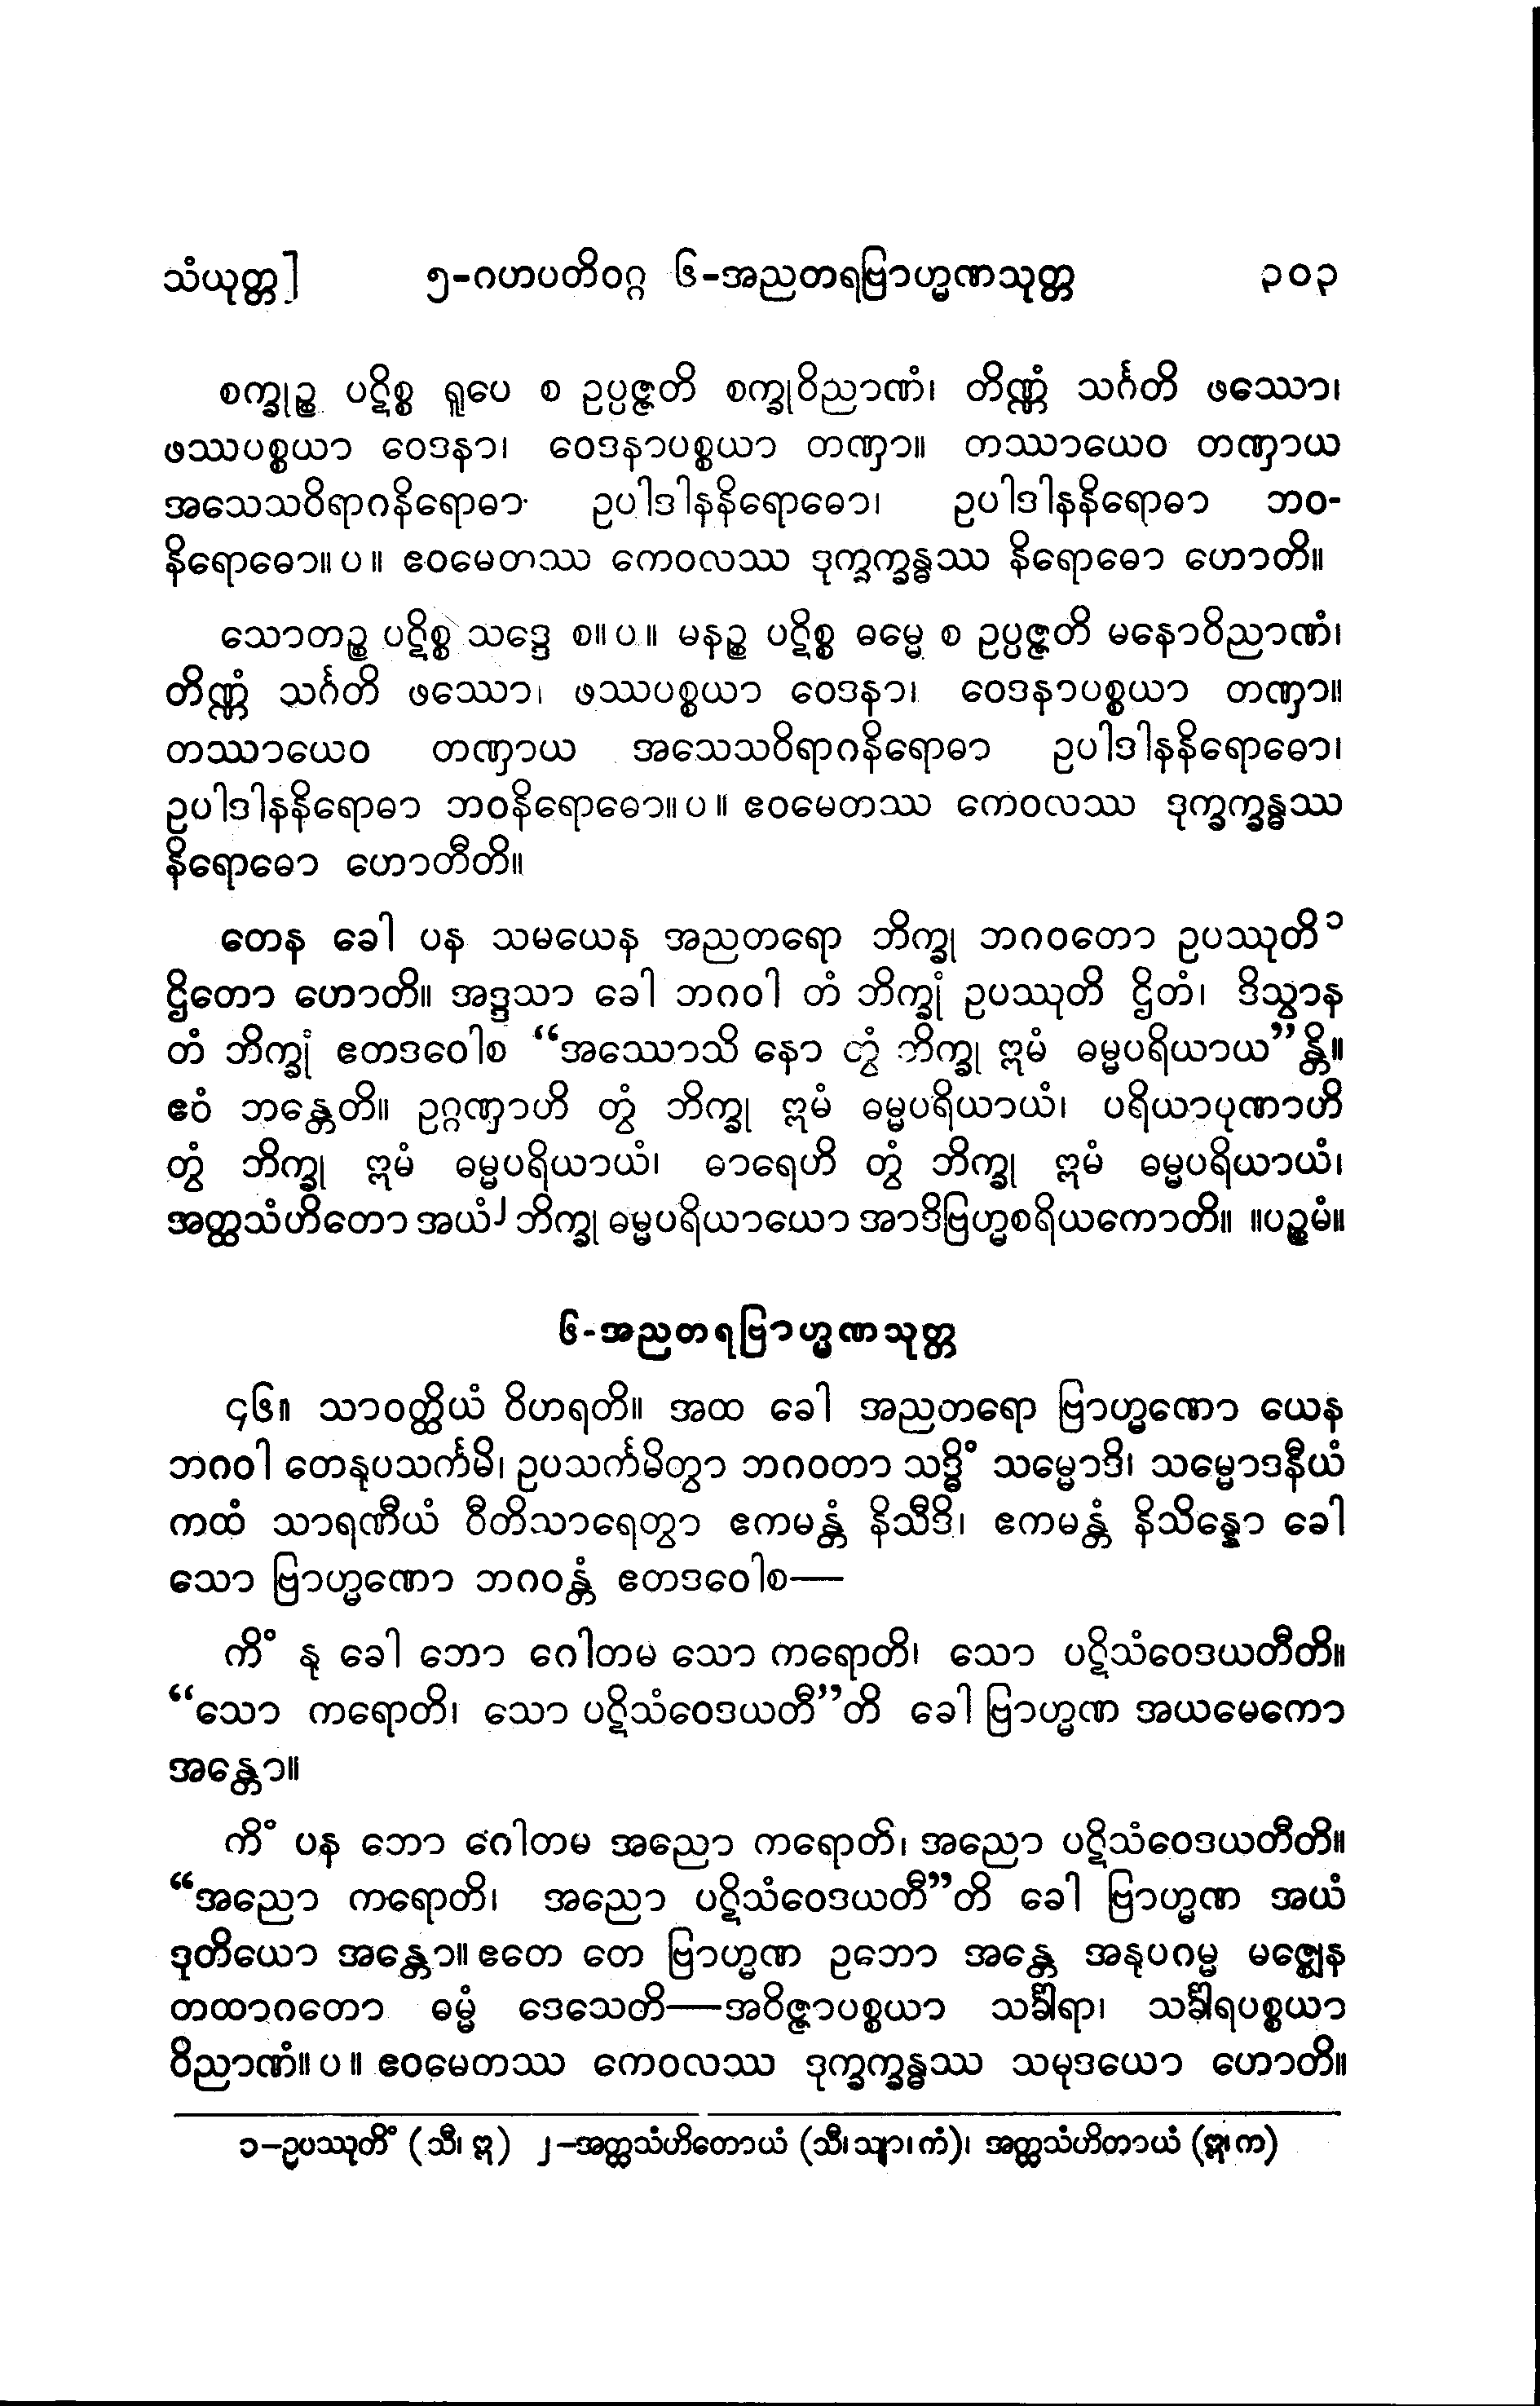 သံယုတ္တ] ၅-ဂဟပတိဝဂ္ဂ ၆-အညတရဗြာဟ္မဏသုတ္တ ၃၀၃
စက္ခုဉ္စ ပဋိစ္စ ရူပေ စ ဥပ္ပဇ္ဇတိ စက္ခုဝိညာဏံ၊ တိဏ္ဏံ သင်္ဂတိ ဖဿော၊
ဖဿပစ္စယာ ဝေဒနာ၊ ဝေဒနာပစ္စယာ တဏှာ။ တဿာယေဝ တဏှာယ
အသေသဝိရာဂနိရောဓာ ဥပါဒါနနိရောဓော၊ ဥပါဒါနနိရောဓာ ဘဝ-
နိရောဓော။ ပ ။ ဧဝမေတဿ ကေဝလဿ ဒုက္ခက္ခန္ဓဿ နိရောဓော ဟောတိ။
သောတဉ္စ ပဋိစ္စ သဒ္ဒေ စ။ ပ ။ မနဉ္စ ပဋိစ္စ ဓမ္မေ စ ဥပ္ပဇ္ဇတိ မနောဝိညာဏံ၊
တိဏ္ဏံ သင်္ဂတိ ဖဿော၊ ဖဿပစ္စယာ ဝေဒနာ၊ ဝေဒနာပစ္စယာ တဏှာ။
တဿာယေဝ တဏှာယ အသေသဝိရာဂနိရောဓာ ဥပါဒါနနိရောဓော၊
ဥပါဒါနနိရောဓာ ဘဝနိရောဓော။ ပ ။ ဧဝမေတဿ ကေဝလဿ ဒုက္ခက္ခန္ဓဿ
နိရောဓော ဟောတီတိ။
တေန ခေါ ပန သမယေန အညတရော ဘိက္ခု ဘဂဝတော ဥပဿုတိ၁
ဌိတော ဟောတိ။ အဒ္ဒသာ ခေါ ဘဂဝါ တံ ဘိက္ခုံ ဥပဿုတိ ဌိတံ၊ ဒိသွာန
တံ ဘိက္ခုံ ဧတဒဝေါစ “အဿောသိ နော တွံ ဘိက္ခု ဣမံ ဓမ္မပရိယာယ”န္တိ။
ဧဝံ ဘန္တေတိ။ ဥဂ္ဂဏှာဟိ တွံ ဘိက္ခု ဣမံ ဓမ္မပရိယာယံ၊ ပရိယာပုဏာဟိ
တွံ ဘိက္ခု ဣမံ ဓမ္မပရိယာယံ၊ ဓာရေဟိ တွံ ဘိက္ခု ဣမံ ဓမ္မပရိယာယံ၊
အတ္ထသံဟိတော အယံ၂ ဘိက္ခု ဓမ္မပရိယာယော အာဒိဗြဟ္မစရိယကောတိ။ ။ပဉ္စမံ။
၆-အညတရဗြာဟ္မဏသုတ္တ
၄၆။ သာဝတ္ထိယံ ဝိဟရတိ။ အထ ခေါ အညတရော ဗြာဟ္မဏော ယေန
ဘဂဝါ တေနုပသင်္ကမိ၊ ဥပသင်္ကမိတွာ ဘဂဝတာ သဒ္ဓိံ သမ္မောဒိ၊ သမ္မောဒနီယံ
ကထံ သာရဏီယံ ဝီတိသာရေတွာ ဧကမန္တံ နိသီဒိ၊ ဧကမန္တံ နိသိန္နော ခေါ
သော ဗြာဟ္မဏော ဘဂဝန္တံ ဧတဒဝေါစ—
ကိံ နု ခေါ ဘော ဂေါတမ သော ကရောတိ၊ သော ပဋိသံဝေဒယတီတိ။
“သော ကရောတိ၊ သော ပဋိသံဝေဒယတီ”တိ ခေါ ဗြာဟ္မဏ အယမေကော
အန္တော။
ကိံ ပန ဘော ဂေါတမ အညော ကရောတိ၊ အညော ပဋိသံဝေဒယတီတိ။
“အညော ကရောတိ၊ အညော ပဋိသံဝေဒယတီ”တိ ခေါ ဗြာဟ္မဏ အယံ
ဒုတိယော အန္တော။ ဧတေ တေ ဗြာဟ္မဏ ဥဘော အန္တေ အနုပဂမ္မ မဇ္ဈေန
တထာဂတော ဓမ္မံ ဒေသေတိ—အဝိဇ္ဇာပစ္စယာ သင်္ခါရာ၊ သင်္ခါရပစ္စယာ
ဝိညာဏံ။ ပ ။ ဧဝမေတဿ ကေဝလဿ ဒုက္ခက္ခန္ဓဿ သမုဒယော ဟောတိ။
၁-ဥပဿုတိံ (သီ၊ ဣ) ၂-အတ္ထသံဟိတောယံ (သီ၊ သျာ၊ ကံ)၊ အတ္ထသံဟိတာယံ (ဣ၊ က)